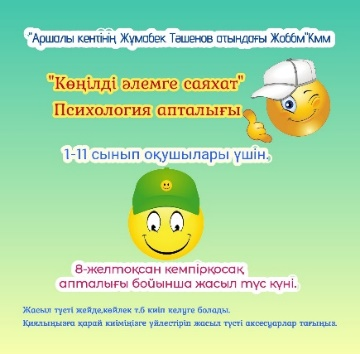 "Аршалы кентінің Жұмабек Тәшенов атындағы Жоббм"Кмм
"Көңілді әлемге саяхат"
Психология апталығы
1-11 сынып оқушылары үшін.
8-желтоқсан кемпірқосақ
апталығы бойынша жасыл түс күні.
Жасыл түсті жейде,көйлек т.б киіп келуге болады.
Қиялыңызға қарай киіміңізге үйлестіріп жасыл түсті аксесуарлар тағыңыз.